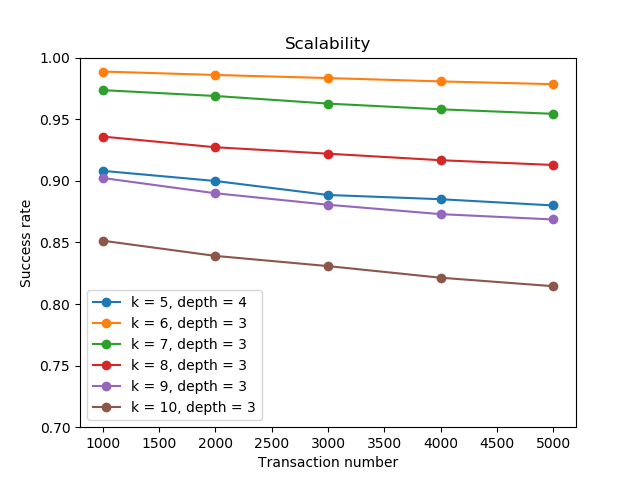 Scalability
1.00
0.95
0.90
0.85
0.80
0.75
0.70
Success rate
k = 5, depth = 4
k = 6, depth = 3
k = 7, depth = 3
k = 8, depth = 3
k = 9, depth = 3
k = 10, depth = 3
1000 1500 2000 2500 3000 3500 4000 4500 5000
Transaction number